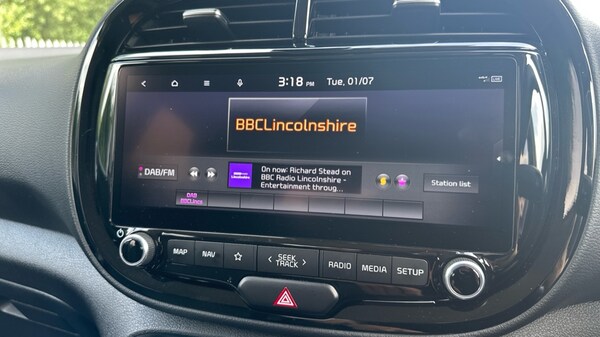 3:18 PM Tue, 01/07
BBCLincolnshire
DAB/FM
On now: Richard Stead on
BBC Radio Lincolnshire -
Entertainment throug...
Station list
DAB
BBCLinco
MAP NAV SEEK TRACK RADIO MEDIA SETUP